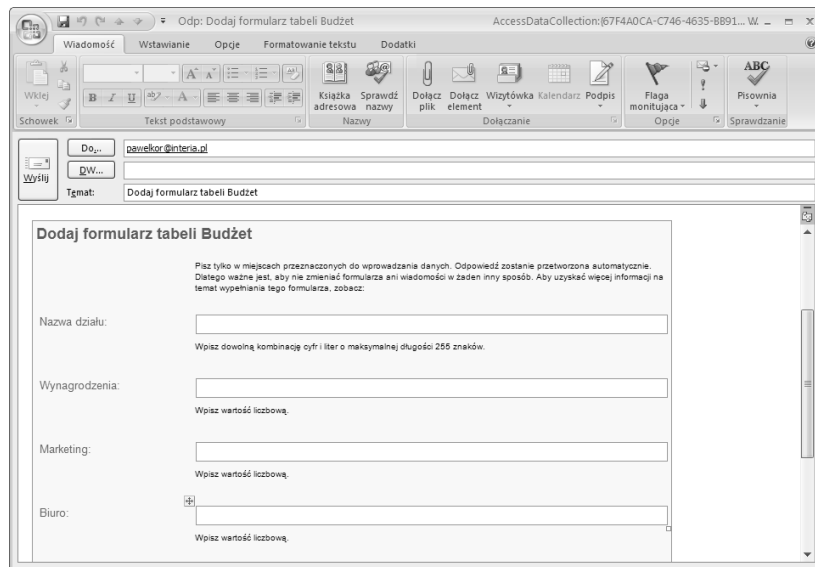 Odp: Dodaj formularz tabeli Budżet
AccessDataCollection:{67F4A0CA-C746-4635-BB91... W.
Wiadomość Wstawianie Opcje Formatowanie tekstu Dodatki
Wklej
Schowek
B I U ab A
Tekst podstawowy
Książka adresowa
Sprawdź nazwy
Nazwy
Dołącz plik
Dołącz element
Wizytówka
Kalendarz
Podpis
Dołączanie
Flaga monitująca
Opcje
ABC
Pisownia
Sprawdzanie
Wyślij
Do... pawelkor@interia.pl
DW...
Temat: Dodaj formularz tabeli Budżet
Dodaj formularz tabeli Budżet
Pisz tylko w miejscach przeznaczonych do wprowadzania danych. Odpowiedź zostanie przetworzona automatycznie.
Dlatego ważne jest, aby nie zmieniać formularza ani wiadomości w żaden inny sposób. Aby uzyskać więcej informacji na
temat wypełniania tego formularza, zobacz:
Nazwa działu:
Wpisz dowolną kombinację cyfr i liter o maksymalnej długości 255 znaków.
Wynagrodzenia:
Wpisz wartość liczbową.
Marketing:
Wpisz wartość liczbową.
Biuro:
Wpisz wartość liczbową.